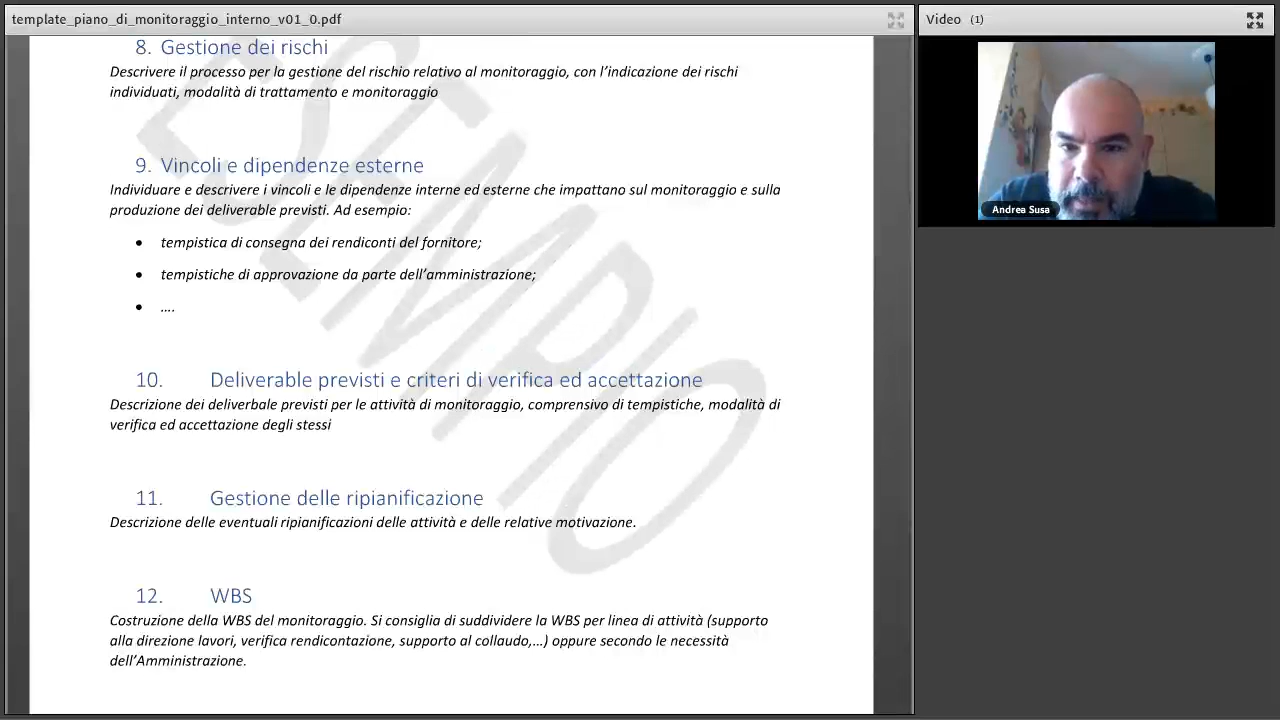 template_piano_di_monitoraggio_interno_v01_0.pdf
Video (1)
8. Gestione dei rischi
Descrivere il processo per la gestione del rischio relativo al monitoraggio, con l’indicazione dei rischi
individuati, modalità di trattamento e monitoraggio
9. Vincoli e dipendenze esterne
Individuare e descrivere i vincoli e le dipendenze interne ed esterne che impattano sul monitoraggio e sulla
produzione dei deliverable previsti. Ad esempio:
• tempistica di consegna dei rendiconti del fornitore;
• tempistiche di approvazione da parte dell’amministrazione;
• ....
10. Deliverable previsti e criteri di verifica ed accettazione
Descrizione dei deliverbale previsti per le attività di monitoraggio, comprensivo di tempistiche, modalità di
verifica ed accettazione degli stessi
11. Gestione delle ripianificazione
Descrizione delle eventuali ripianificazioni delle attività e delle relative motivazione.
12. WBS
Costruzione della WBS del monitoraggio. Si consiglia di suddividere la WBS per linea di attività (supporto
alla direzione lavori, verifica rendicontazione, supporto al collaudo,...) oppure secondo le necessità
dell’Amministrazione.
ESEMPIO
Andrea Susa